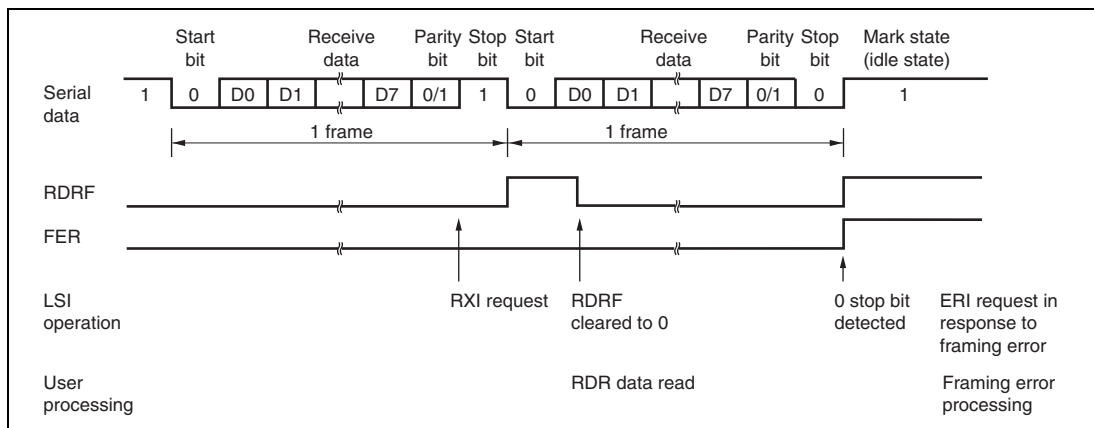 Start bit Receive data Parity bit Stop bit Start bit Receive data Parity bit Stop bit Mark state (idle state)
Serial data 1 0 D0 D1 D7 0/1 1 0 D0 D1 D7 0/1 0 1
1 frame 1 frame
RDRF
FER
LSI operation RXI request RDRF cleared to 0 0 stop bit detected ERI request in response to framing error
User processing RDR data read Framing error processing